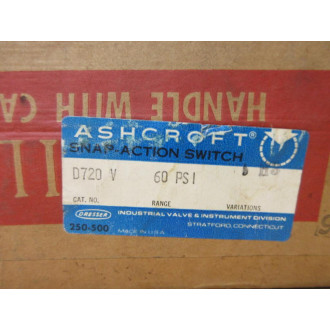 HANDLE WITH CA
ASHCROFT®
SNAP-ACTION SWITCH
D720 V 60 PSI
CAT. NO. RANGE VARIATIONS
DRESSER INDUSTRIAL VALVE & INSTRUMENT DIVISION
STRATFORD, CONNECTICUT
250-500 MADE IN U.S.A.